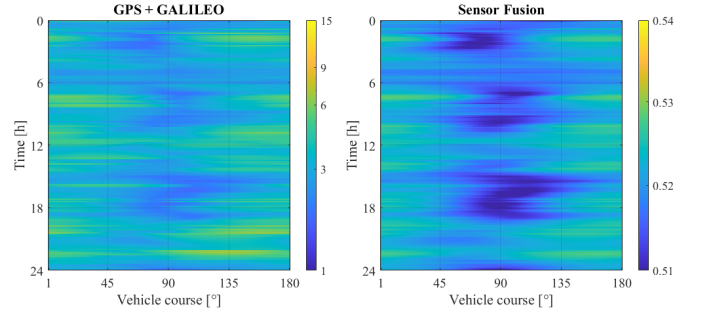 GPS + GALILEO
0
6
12
18
24
Time [h]
1 45 90 135 180
Vehicle course [°]
15
9
6
3
1
Sensor Fusion
0
6
12
18
24
Time [h]
1 45 90 135 180
Vehicle course [°]
0.54
0.53
0.52
0.51